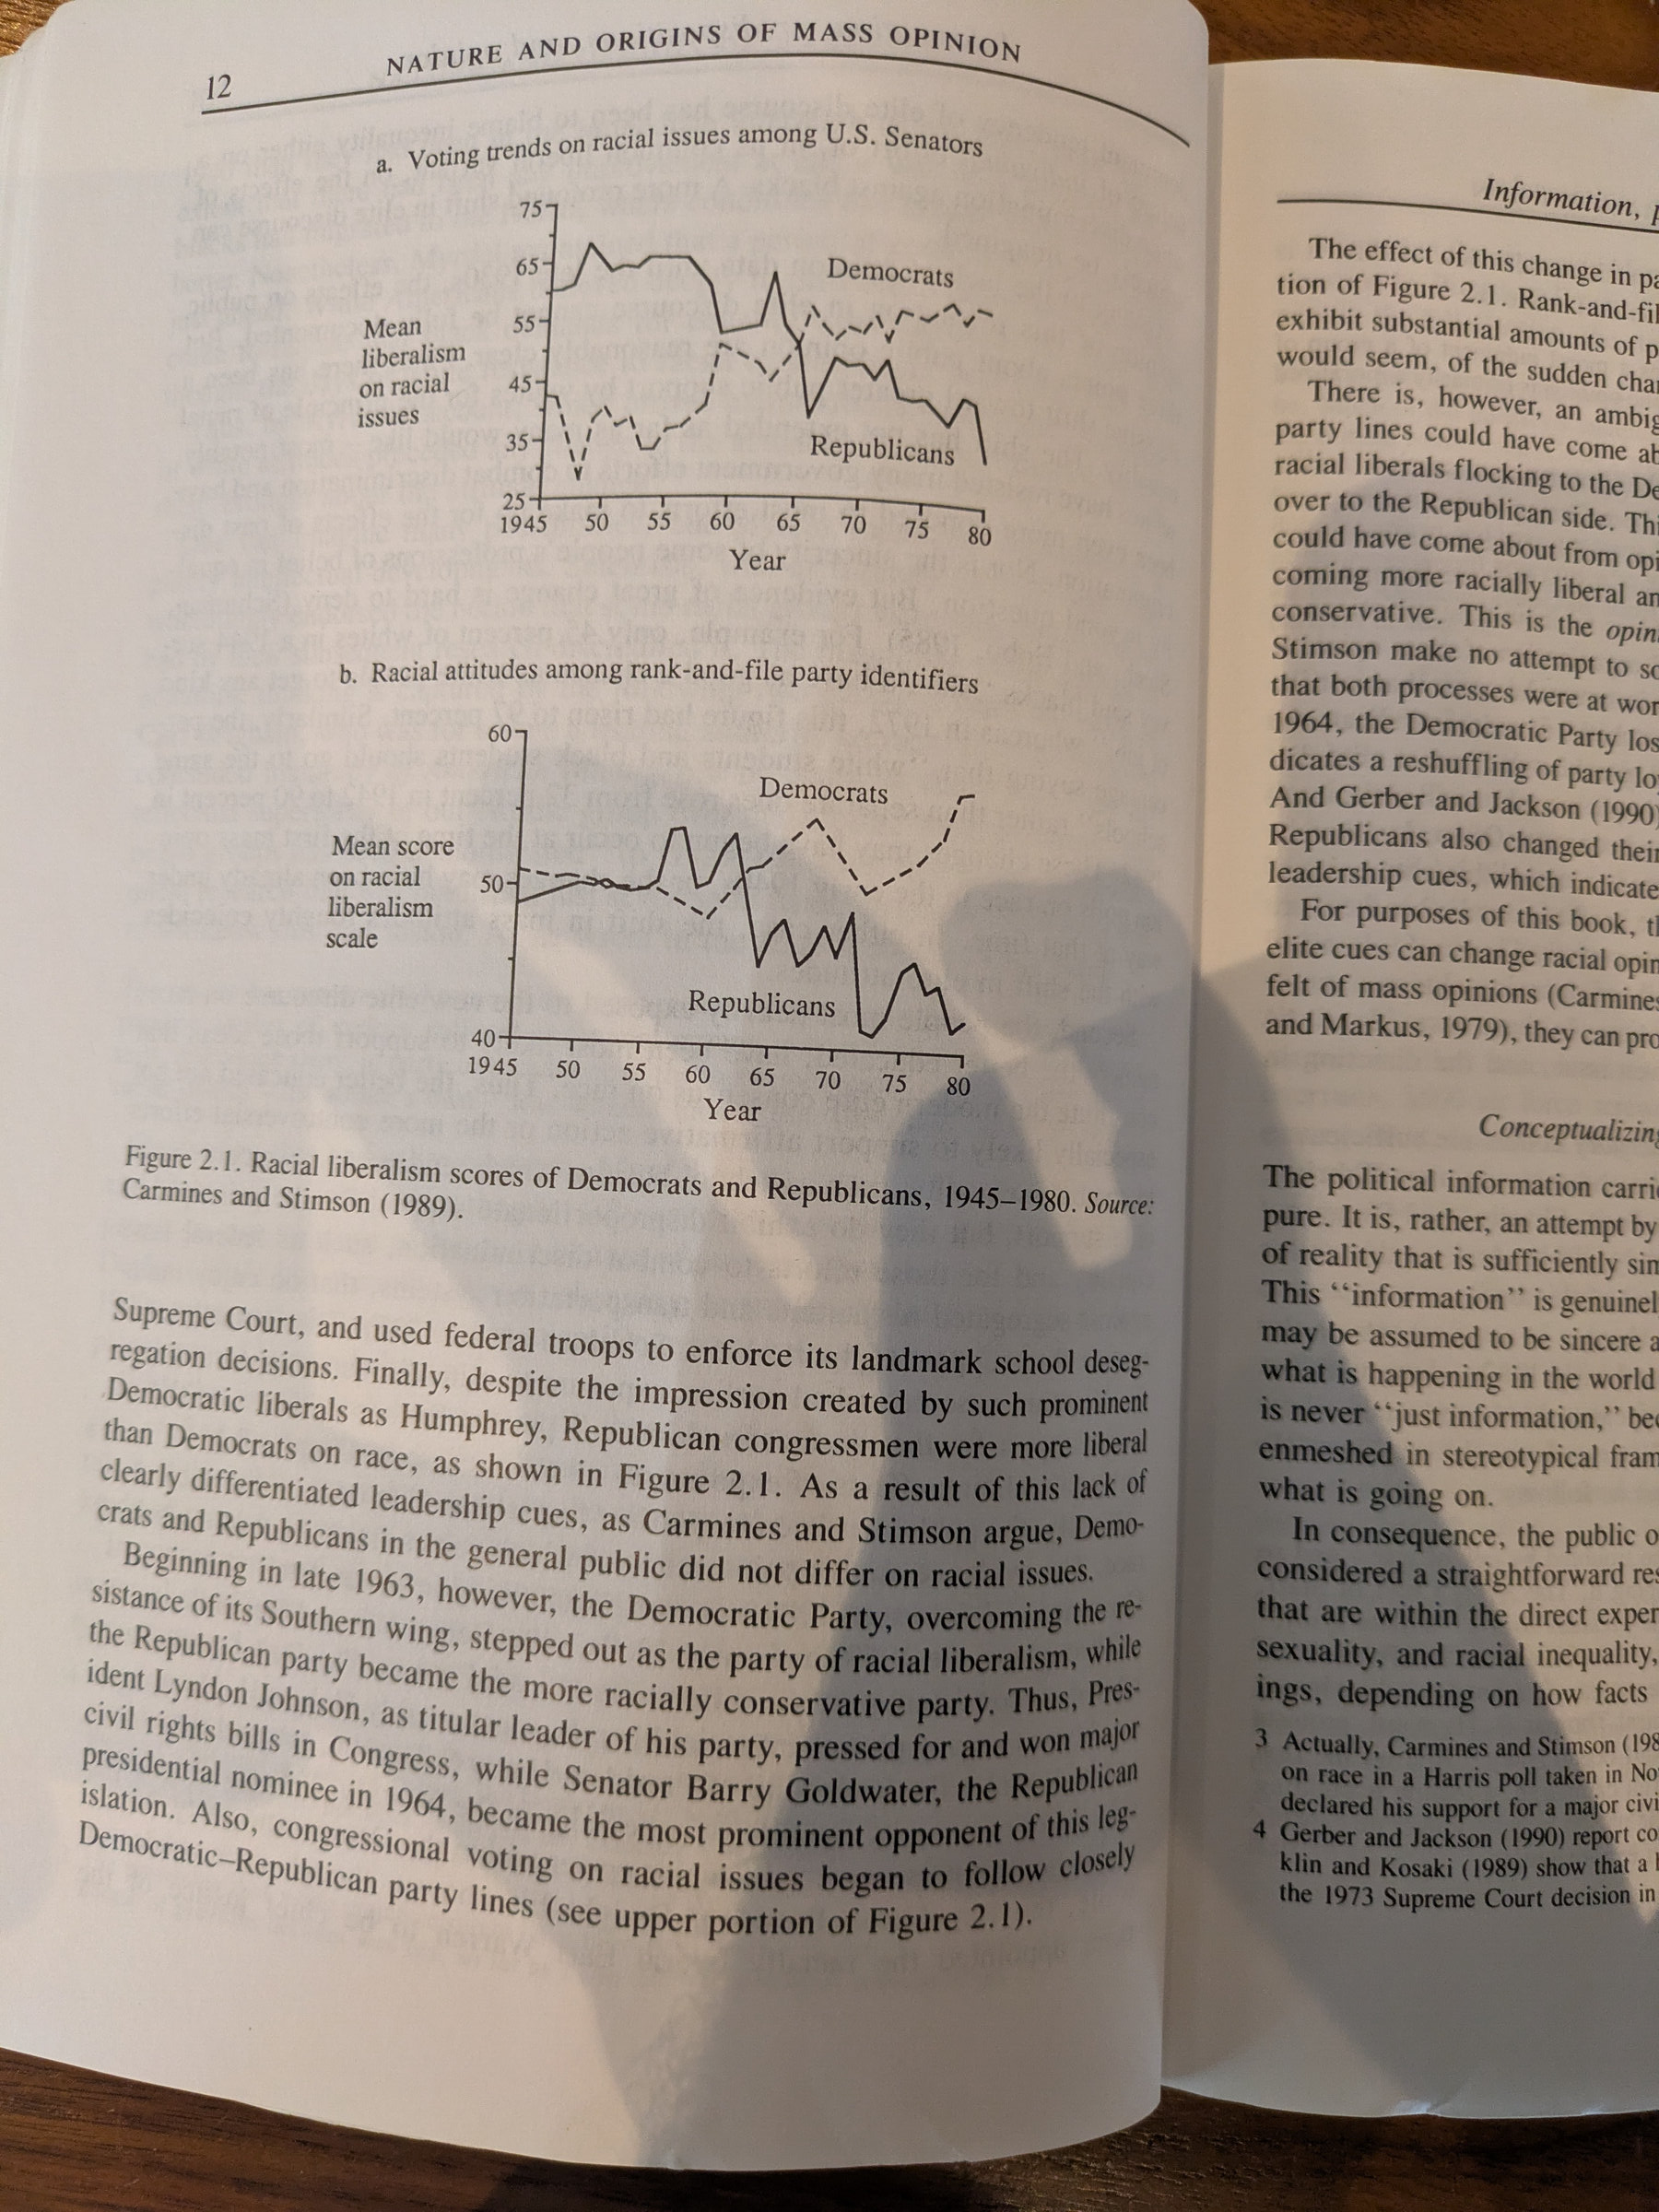 12
NATURE AND ORIGINS OF MASS OPINION
a. Voting trends on racial issues among U.S. Senators
75
65
55
45
35
25
Mean
liberalism
on racial
issues
Democrats
Republicans
1945 50 55 60 65 70 75 80
Year
b. Racial attitudes among rank-and-file party identifiers
60
50
40
Mean score
on racial
liberalism
scale
Democrats
Republicans
1945 50 55 60 65 70 75 80
Year
Figure 2.1. Racial liberalism scores of Democrats and Republicans, 1945–1980. Source:
Carmines and Stimson (1989).
Supreme Court, and used federal troops to enforce its landmark school deseg-
regation decisions. Finally, despite the impression created by such prominent
Democratic liberals as Humphrey, Republican congressmen were more liberal
than Democrats on race, as shown in Figure 2.1. As a result of this lack of
clearly differentiated leadership cues, as Carmines and Stimson argue, Demo-
crats and Republicans in the general public did not differ on racial issues.
Beginning in late 1963, however, the Democratic Party, overcoming the re-
sistance of its Southern wing, stepped out as the party of racial liberalism, while
the Republican party became the more racially conservative party. Thus, Pres-
ident Lyndon Johnson, as titular leader of his party, pressed for and won major
civil rights bills in Congress, while Senator Barry Goldwater, the Republican
presidential nominee in 1964, became the most prominent opponent of this leg-
islation. Also, congressional voting on racial issues began to follow closely
Democratic–Republican party lines (see upper portion of Figure 2.1).
Information,
The effect of this change in
tion of Figure 2.1.
exhibit substantial amounts of
would seem, of the sudden
There is, however, an
party lines could have come
racial liberals flocking to the
over to the Republican side.
could have come about from
coming more racially liberal
conservative. This is the
Stimson make no attempt to
that both processes were at
1964, the Democratic Party
dicates a reshuffling of party
And Gerber and Jackson (1990)
Republicans also changed their
leadership cues, which
For purposes of this book,
elite cues can change racial
felt of mass opinions
and Markus, 1979), they can
The political information
pure. It is, rather, an attempt by
of reality that is sufficiently
This “information” is
may be assumed to be sincere
what is happening in the world
is never “just information,”
enmeshed in stereotypical
what is going on.
In consequence, the public
considered a straightforward
that are within the direct
sexuality, and racial inequality,
ings, depending on how facts
3 Actually, Carmines and Stimson
on race in a Harris poll taken in
declared his support for a major
4 Gerber and Jackson (1990) report
klin and Kosaki (1989) show that a
the 1973 Supreme Court decision in